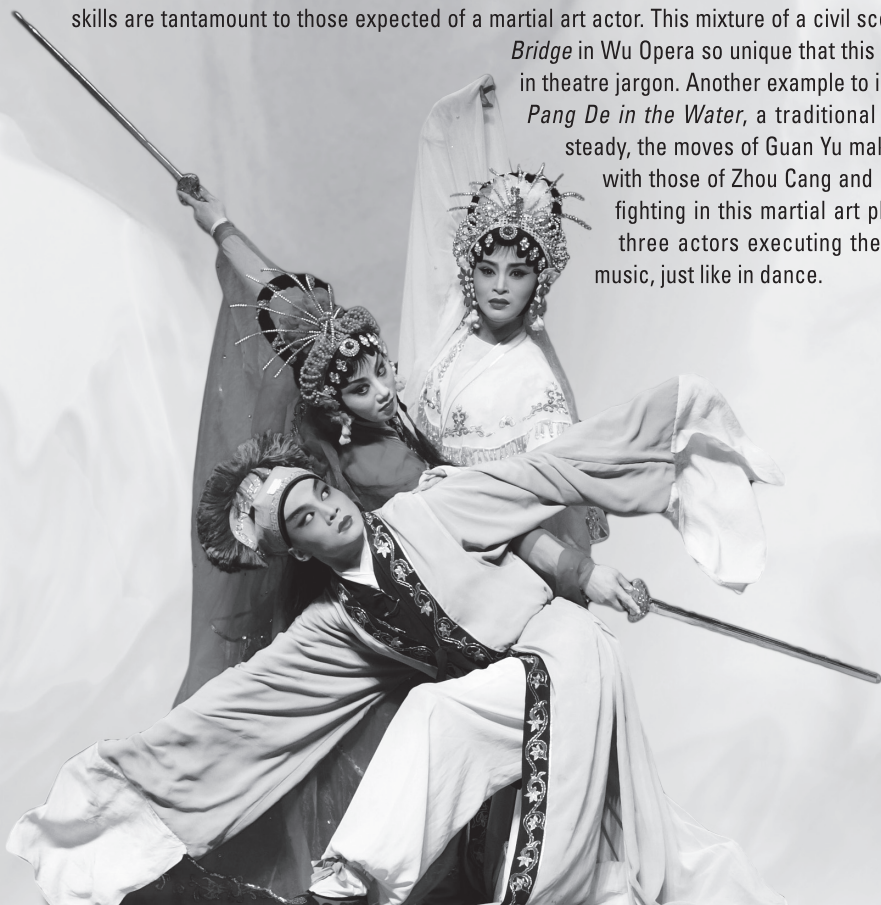 skills are tantamount to those expected of a martial art actor. This mixture of a civil
Bridge in Wu Opera so unique that this
in theatre jargon. Another example to
Pang De in the Water, a traditional
steady, the moves of Guan Yu
with those of Zhou Cang and
fighting in this martial art
three actors executing the
music, just like in dance.